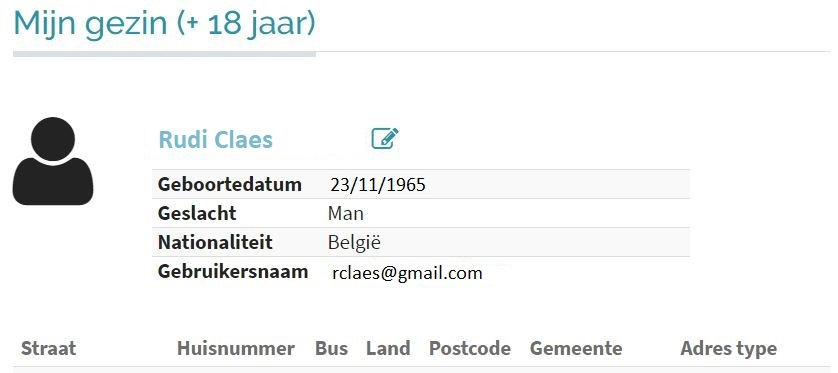 Mijn gezin (+ 18 jaar)
Rudi Claes
Geboortedatum 23/11/1965
Geslacht Man
Nationaliteit België
Gebruikersnaam rclaes@gmail.com
Straat Huisnummer Bus Land Postcode Gemeente Adres type